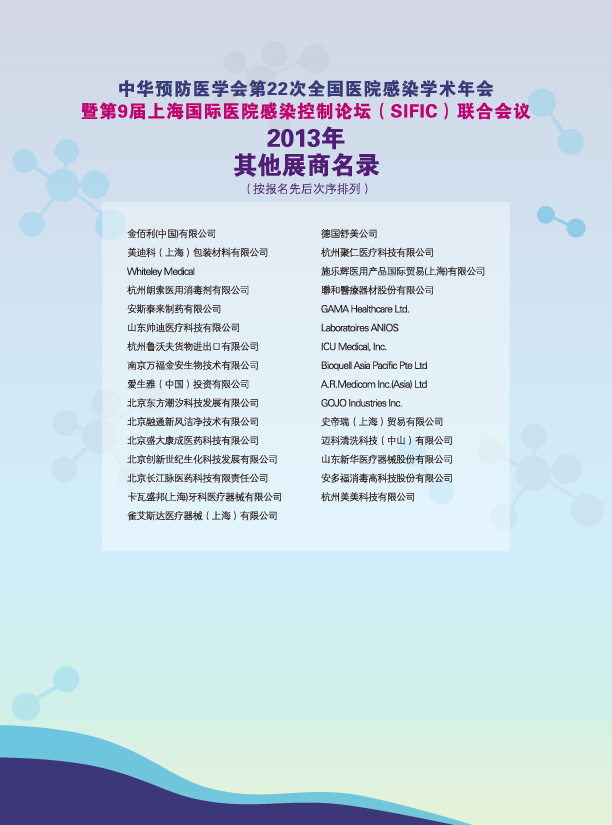 中华预防医学会第22次全国医院感染学术年会
暨第9届上海国际医院感染控制论坛（SIFIC）联合会议
2013年
其他展商名录
（按报名先后次序排列）
金佰利(中国)有限公司
美迪科（上海）包装材料有限公司
Whiteley Medical
杭州朗索医用消毒剂有限公司
安斯泰来制药有限公司
山东帅迪医疗科技有限公司
杭州鲁沃夫货物进出口有限公司
南京万福金安生物技术有限公司
爱生雅（中国）投资有限公司
北京东方潮汐科技发展有限公司
北京融通新风洁净技术有限公司
北京盛大康成医药科技有限公司
北京创新世纪生化科技发展有限公司
北京长江脉医药科技有限责任公司
卡瓦盛邦(上海)牙科医疗器械有限公司
雀艾斯达医疗器械（上海）有限公司
德国舒美公司
杭州聚仁医疗科技有限公司
施乐辉医用产品国际贸易(上海)有限公司
聯和醫療器材股份有限公司
GAMA Healthcare Ltd.
Laboratoires ANIOS
ICU Medical, Inc.
Bioquell Asia Pacific Pte Ltd
A.R.Medicom Inc.(Asia) Ltd
GOJO Industries Inc.
史帝瑞（上海）贸易有限公司
迈科清洗科技（中山）有限公司
山东新华医疗器械股份有限公司
安多福消毒高科技股份有限公司
杭州美美科技有限公司